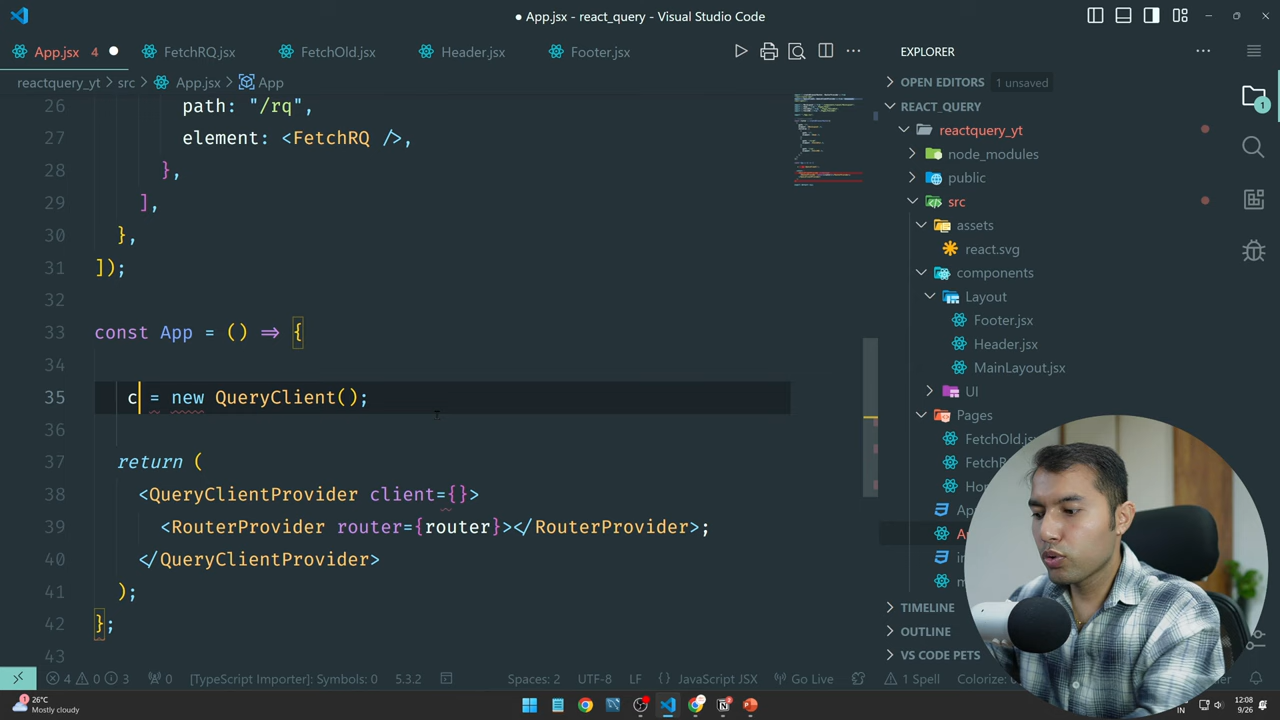 App.jsx - react_query - Visual Studio Code
App.jsx 4
FetchRQ.jsx
FetchOld.jsx
Header.jsx
Footer.jsx
reactquery_yt > src > App.jsx > App
26 path: "/rq",
27 element: <FetchRQ />,
28 },
29 ],
30 },
31 ]);
32
33 const App = () => {
34
35 c = new QueryClient();
36
37 return (
38 <QueryClientProvider client={}>
39 <RouterProvider router={router}></RouterProvider>;
40 </QueryClientProvider>
41 );
42 };
43
EXPLORER
OPEN EDITORS 1 unsaved
REACT_QUERY
reactquery_yt
node_modules
public
src
assets
react.svg
components
Layout
Footer.jsx
Header.jsx
MainLayout.jsx
UI
Pages
FetchOld.js
TIMELINE
OUTLINE
VS CODE PETS
1
4 0 3 0 [TypeScript Importer]: Symbols: 0 5.3.2 Spaces: 2 UTF-8 LF {} JavaScript JSX Go Live 1 Spell Colorize: 0
26°C
Mostly cloudy
IN
12:08
9/26